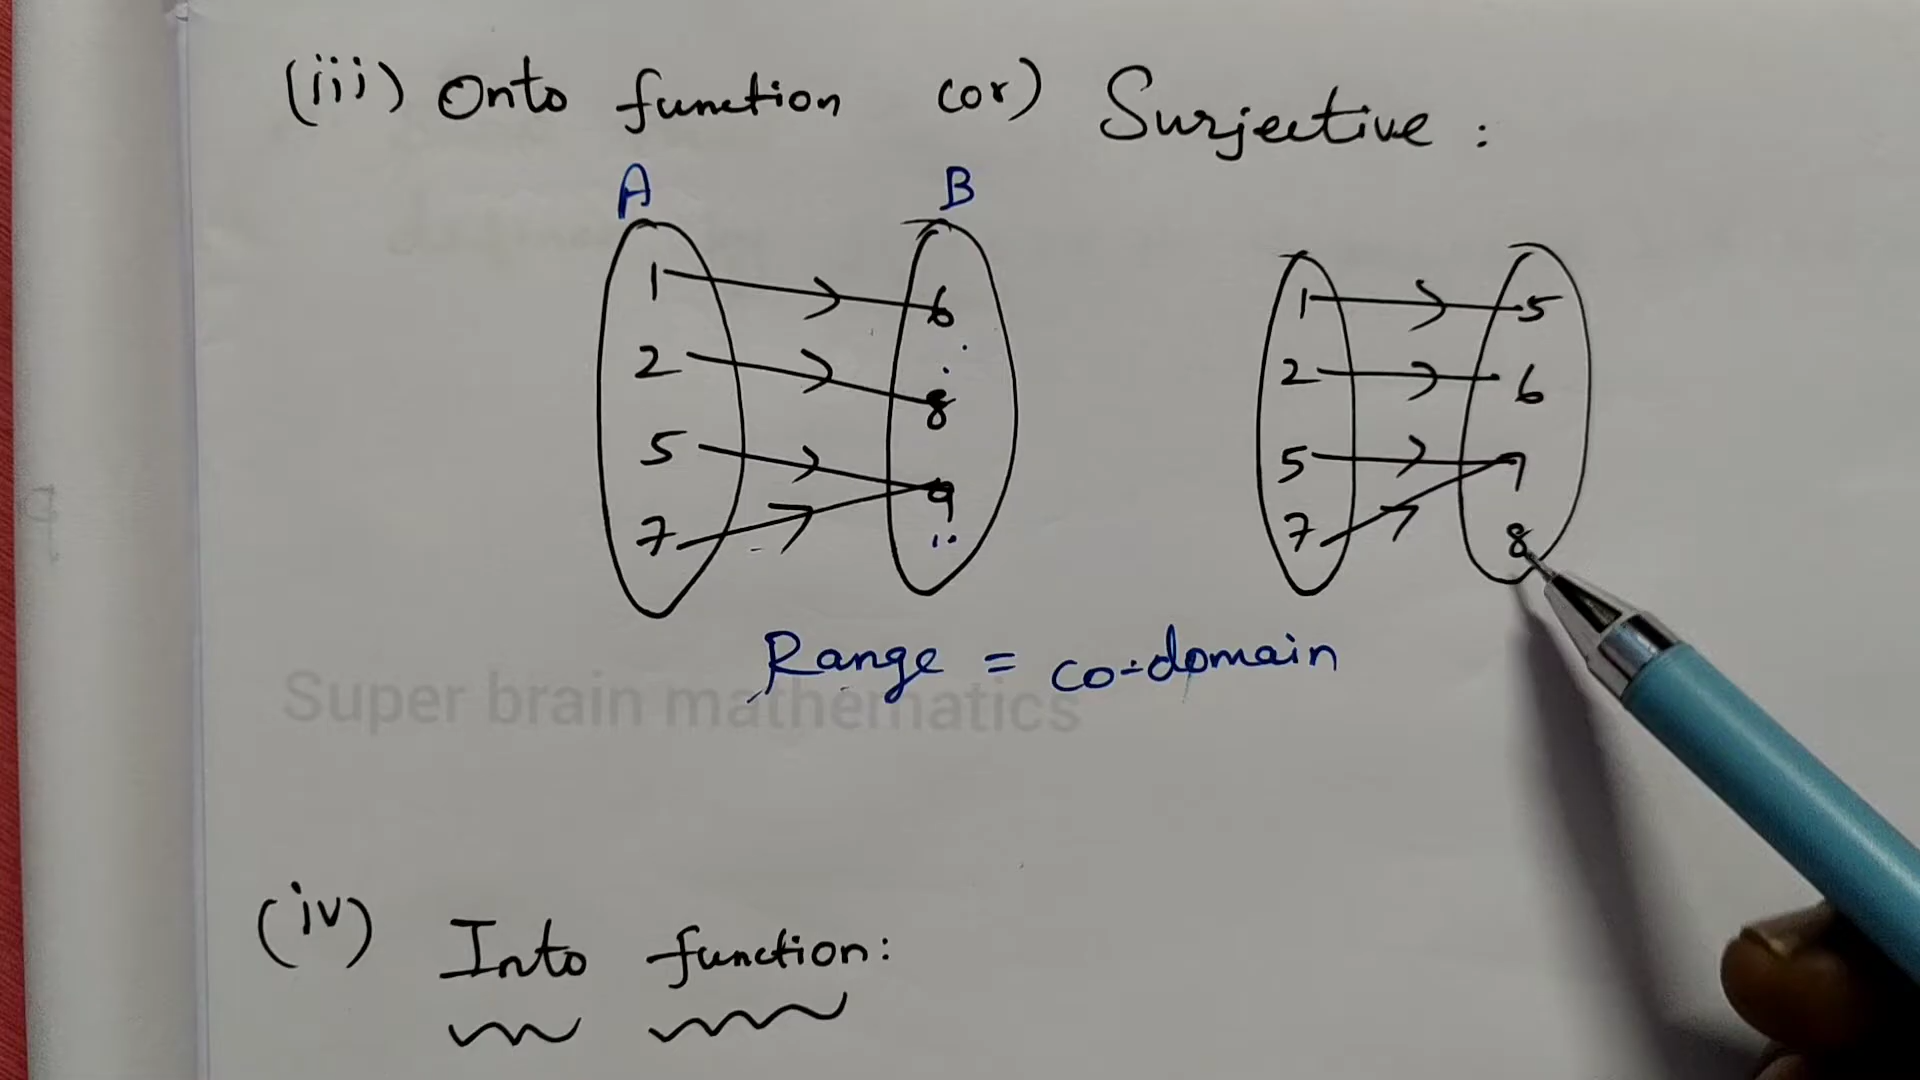 (iii) Onto function (or) Surjective :
A B
1 6 1 5
2 8 2 6
5 9 5 7
7 7 8
Range = co-domain
Super brain mathematics
(iv) Into function: